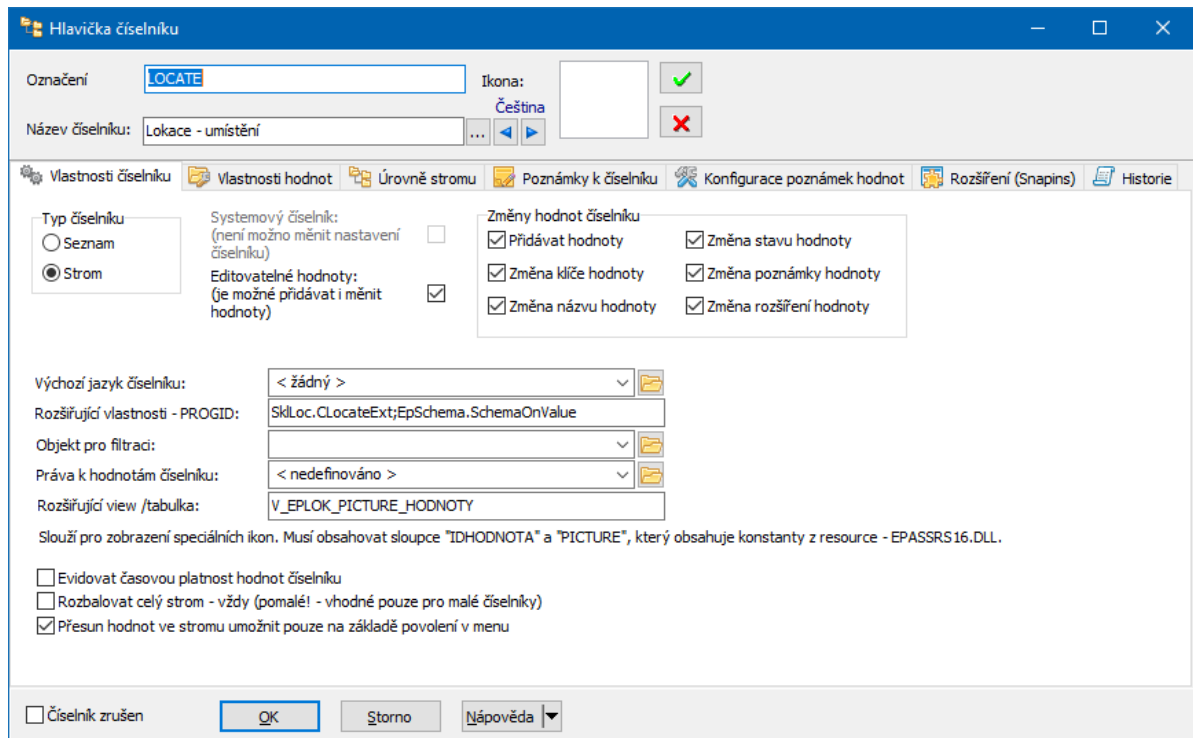 Hlavička číselníku
Označení
LOCATE
Ikona:
Čeština
Název číselníku:
Lokace - umístění
...
Vlastnosti číselníku
Vlastnosti hodnot
Úrovně stromu
Poznámky k číselníku
Konfigurace poznámek hodnot
Rozšíření (Snapins)
Historie
Typ číselníku
Seznam
Strom
Systemový číselník:
(není možno měnit nastavení
číselníku)
Editovatelné hodnoty:
(je možné přidávat i měnit
hodnoty)
Změny hodnot číselníku
Přidávat hodnoty
Změna stavu hodnoty
Změna klíče hodnoty
Změna poznámky hodnoty
Změna názvu hodnoty
Změna rozšíření hodnoty
Výchozí jazyk číselníku:
< žádný >
Rozšiřující vlastnosti - PROGID:
SklLoc.CLocateExt;EpSchema.SchemaOnValue
Objekt pro filtraci:
Práva k hodnotám číselníku:
< nedefinováno >
Rozšiřující view /tabulka:
V_EPLOK_PICTURE_HODNOTY
Slouží pro zobrazení speciálních ikon. Musí obsahovat sloupce "IDHODNOTA" a "PICTURE", který obsahuje konstanty z resource - EPASSRS16.DLL.
Evidovat časovou platnost hodnot číselníku
Rozbalovat celý strom - vždy (pomalé! - vhodné pouze pro malé číselníky)
Přesun hodnot ve stromu umožnit pouze na základě povolení v menu
Číselník zrušen
OK
Storno
Nápověda